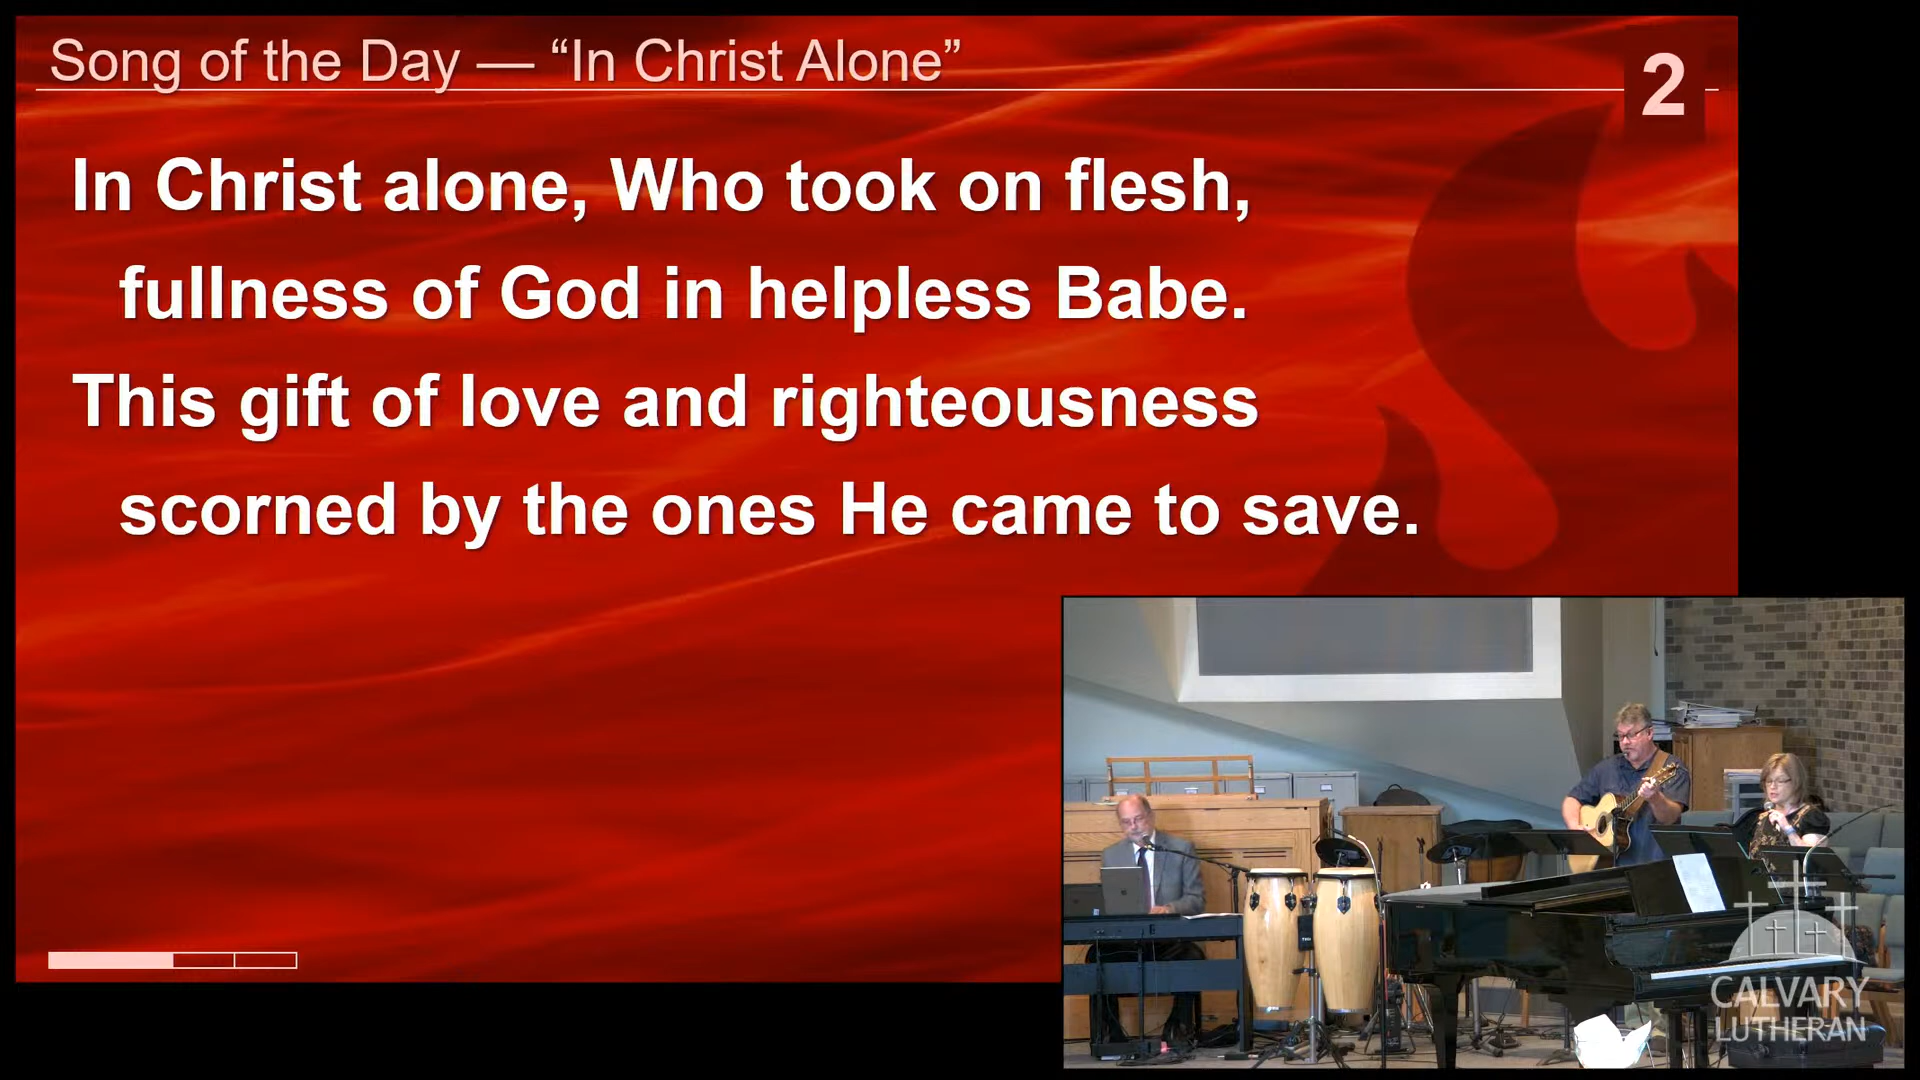 Song of the Day — “In Christ Alone”
2
In Christ alone, Who took on flesh,
fullness of God in helpless Babe.
This gift of love and righteousness
scorned by the ones He came to save.
CALVARY
LUTHERAN